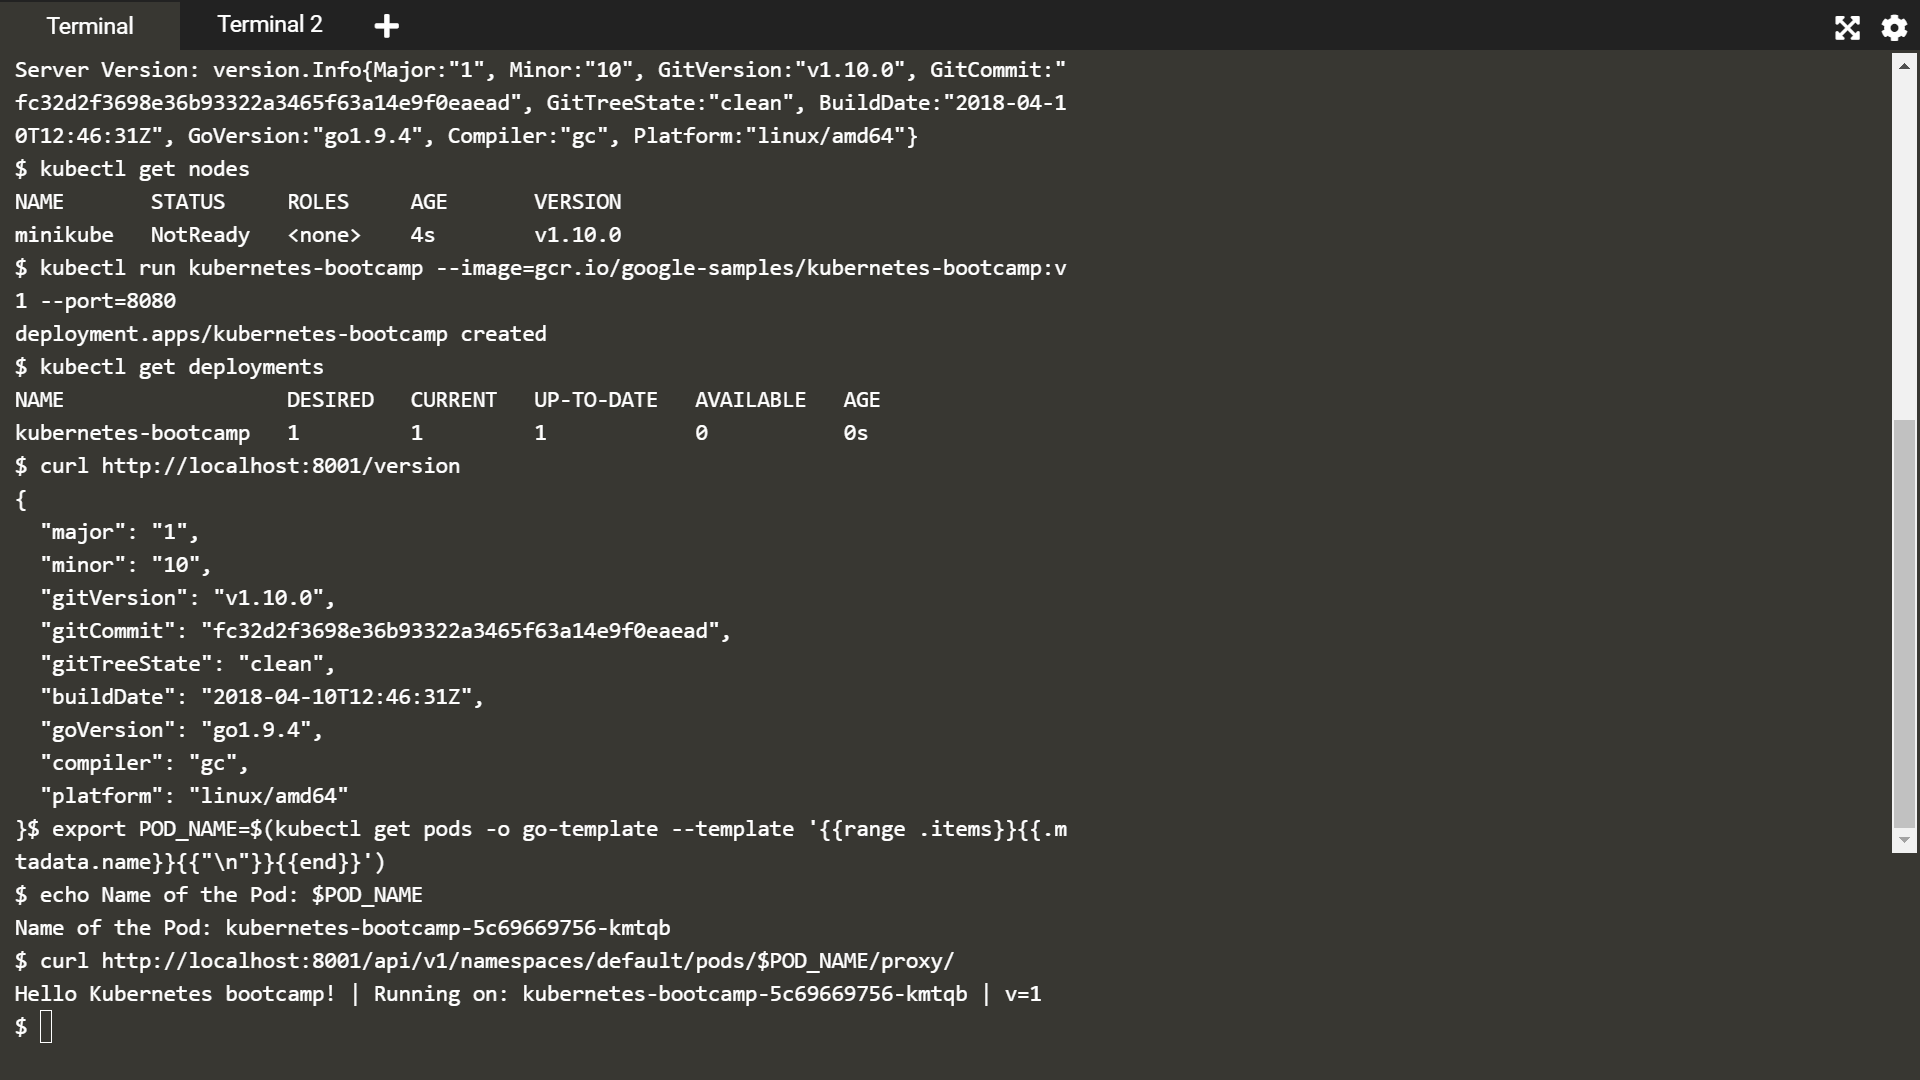 Terminal Terminal 2
Server Version: version.Info{Major:"1", Minor:"10", GitVersion:"v1.10.0", GitCommit:"
fc32d2f3698e36b93322a3465f63a14e9f0eaead", GitTreeState:"clean", BuildDate:"2018-04-1
0T12:46:31Z", GoVersion:"go1.9.4", Compiler:"gc", Platform:"linux/amd64"}
$ kubectl get nodes
NAME       STATUS     ROLES     AGE       VERSION
minikube   NotReady   <none>    4s        v1.10.0
$ kubectl run kubernetes-bootcamp --image=gcr.io/google-samples/kubernetes-bootcamp:v
1 --port=8080
deployment.apps/kubernetes-bootcamp created
$ kubectl get deployments
NAME                  DESIRED   CURRENT   UP-TO-DATE   AVAILABLE   AGE
kubernetes-bootcamp   1         1         1            0           0s
$ curl http://localhost:8001/version
{
  "major": "1",
  "minor": "10",
  "gitVersion": "v1.10.0",
  "gitCommit": "fc32d2f3698e36b93322a3465f63a14e9f0eaead",
  "gitTreeState": "clean",
  "buildDate": "2018-04-10T12:46:31Z",
  "goVersion": "go1.9.4",
  "compiler": "gc",
  "platform": "linux/amd64"
}$ export POD_NAME=$(kubectl get pods -o go-template --template '{{range .items}}{{.m
tadata.name}}{{"\n"}}{{end}}')
$ echo Name of the Pod: $POD_NAME
Name of the Pod: kubernetes-bootcamp-5c69669756-kmtqb
$ curl http://localhost:8001/api/v1/namespaces/default/pods/$POD_NAME/proxy/
Hello Kubernetes bootcamp! | Running on: kubernetes-bootcamp-5c69669756-kmtqb | v=1
$